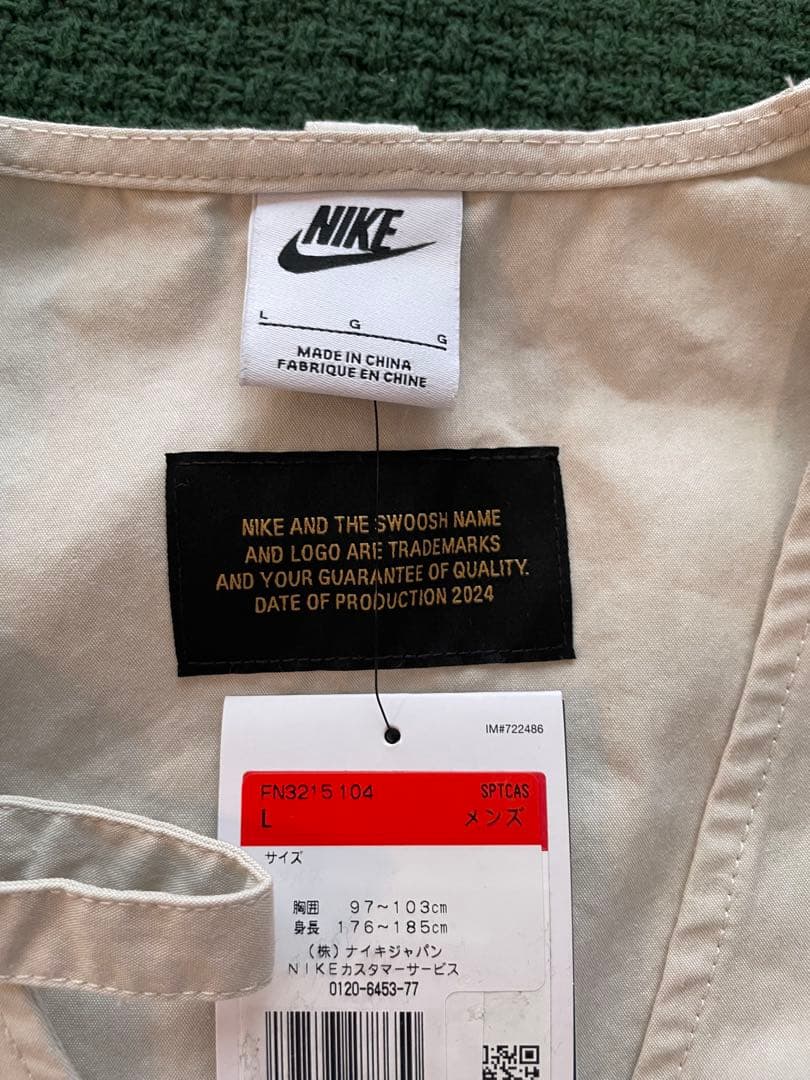 NIKE
L G G
MADE IN CHINA
FABRIQUE EN CHINE
NIKE AND THE SWOOSH NAME
AND LOGO ARE TRADEMARKS
AND YOUR GUARANTEE OF QUALITY.
DATE OF PRODUCTION 2024
IM#722486
FN3215 104 SPTCAS
L メンズ
サイズ
胸囲 97~103cm
身長 176~185cm
(株)ナイキジャパン
NIKEカスタマーサービス
0120-6453-77